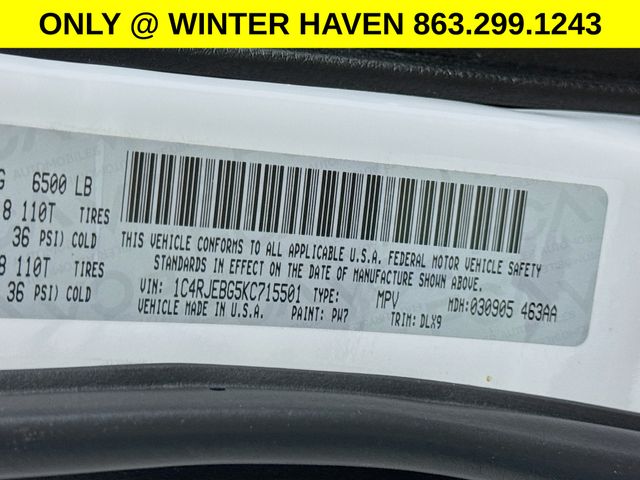 ONLY @ WINTER HAVEN 863.299.1243
G 6500 LB
8 110T TIRES
36 PSI) COLD
8 110T TIRES
36 PSI) COLD
THIS VEHICLE CONFORMS TO ALL APPLICABLE U.S.A. FEDERAL MOTOR VEHICLE SAFETY
STANDARDS IN EFFECT ON THE DATE OF MANUFACTURE SHOWN ABOVE.
VIN: 1C4RJEBG5KC715501 TYPE: MPV MDH:030905 463AA
VEHICLE MADE IN U.S.A. PAINT: PW7 TRIM: DLX9